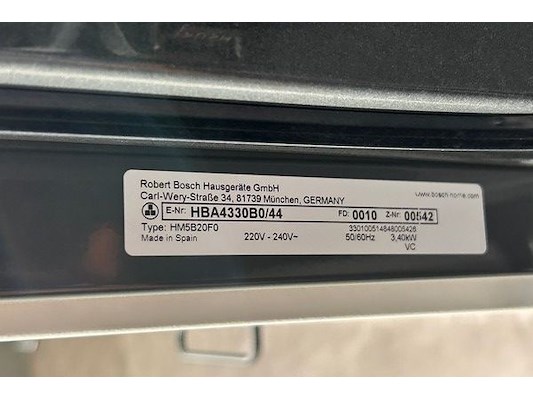 Robert Bosch Hausgeräte GmbH
Carl-Wery-Straße 34, 81739 München, GERMANY
www.bosch-home.com
E-Nr: HBA4330B0/44 FD: 0010 Z-Nr: 00542
Type: HM5B20F0
330100514848005426
Made in Spain 220V - 240V~ 50/60Hz 3,40kW
VC